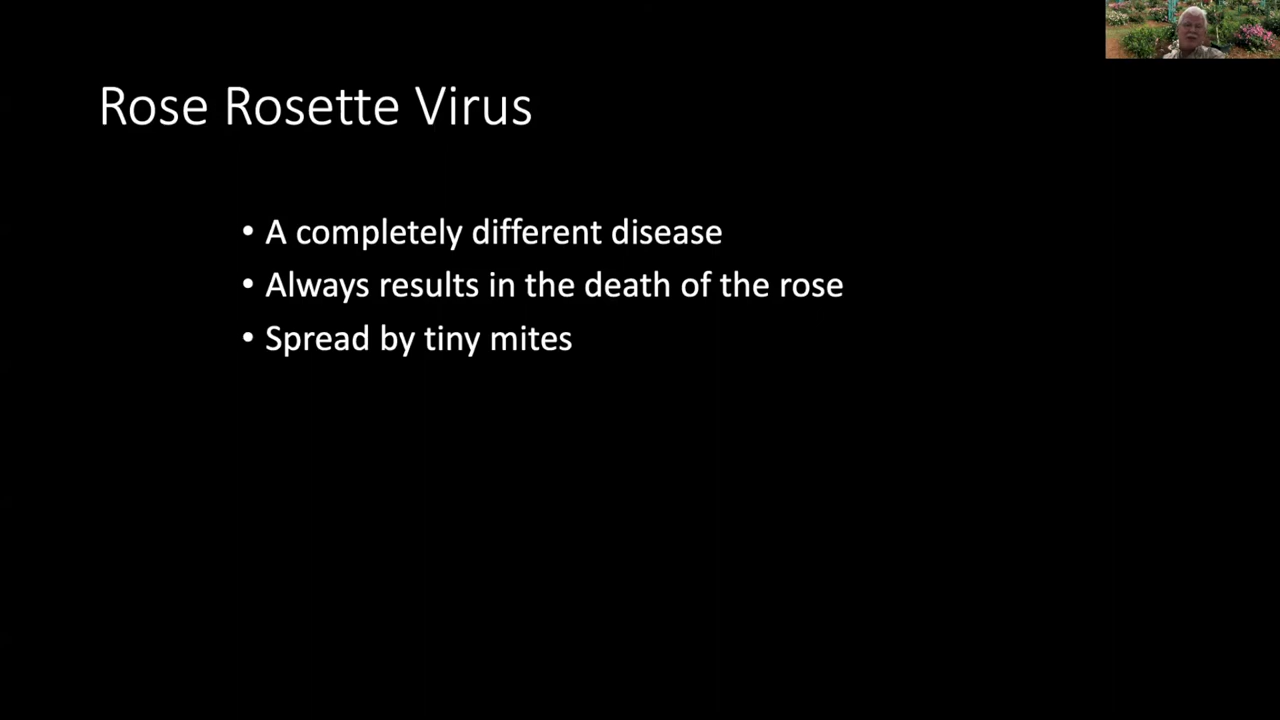 Rose Rosette Virus
• A completely different disease
• Always results in the death of the rose
• Spread by tiny mites